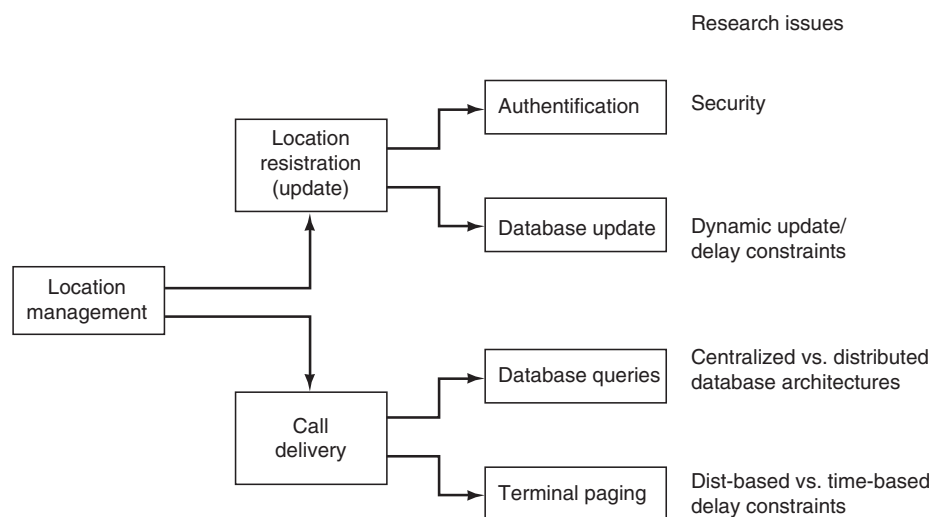 Research issues
Authentification
Security
Location
resistration
(update)
Database update
Dynamic update/
delay constraints
Location
management
Database queries
Centralized vs. distributed
database architectures
Call
delivery
Terminal paging
Dist-based vs. time-based
delay constraints